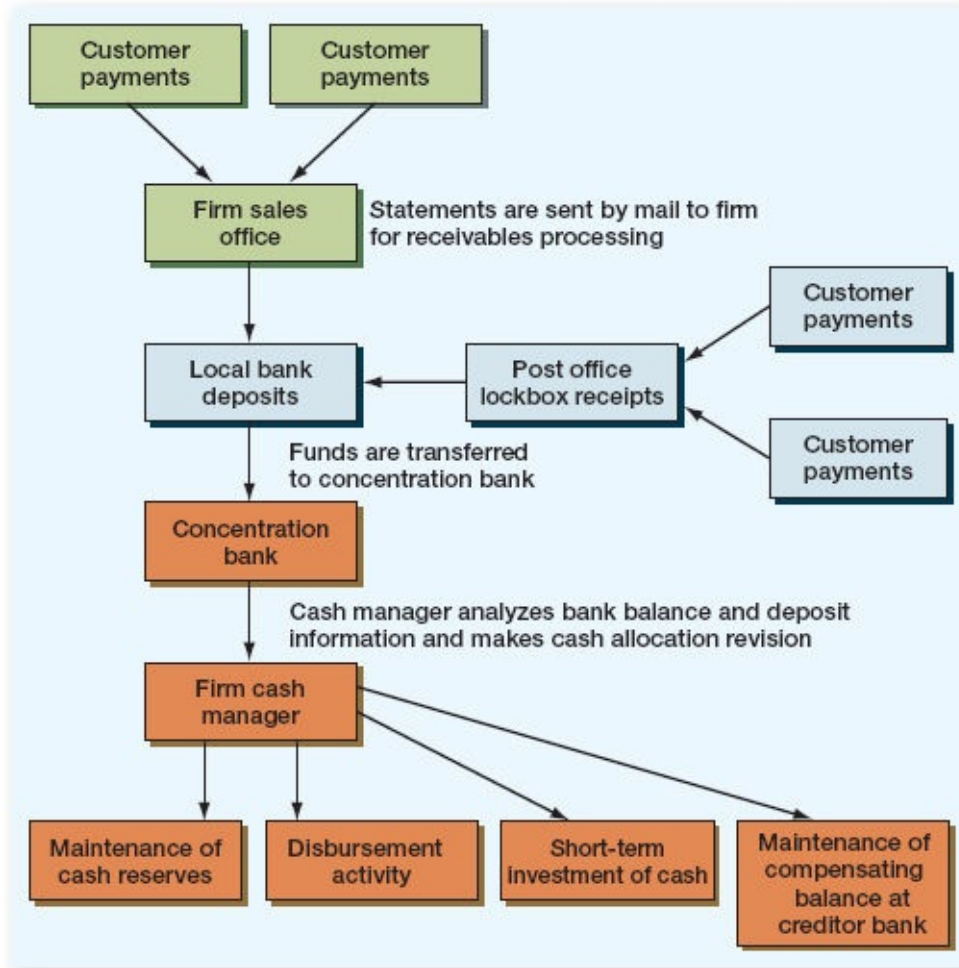 Customer
payments
Customer
payments
Firm sales
office
Statements are sent by mail to firm
for receivables processing
Customer
payments
Local bank
deposits
Post office
lockbox receipts
Customer
payments
Funds are transferred
to concentration bank
Concentration
bank
Cash manager analyzes bank balance and deposit
information and makes cash allocation revision
Firm cash
manager
Maintenance of
cash reserves
Disbursement
activity
Short-term
investment of cash
Maintenance of
compensating
balance at
creditor bank